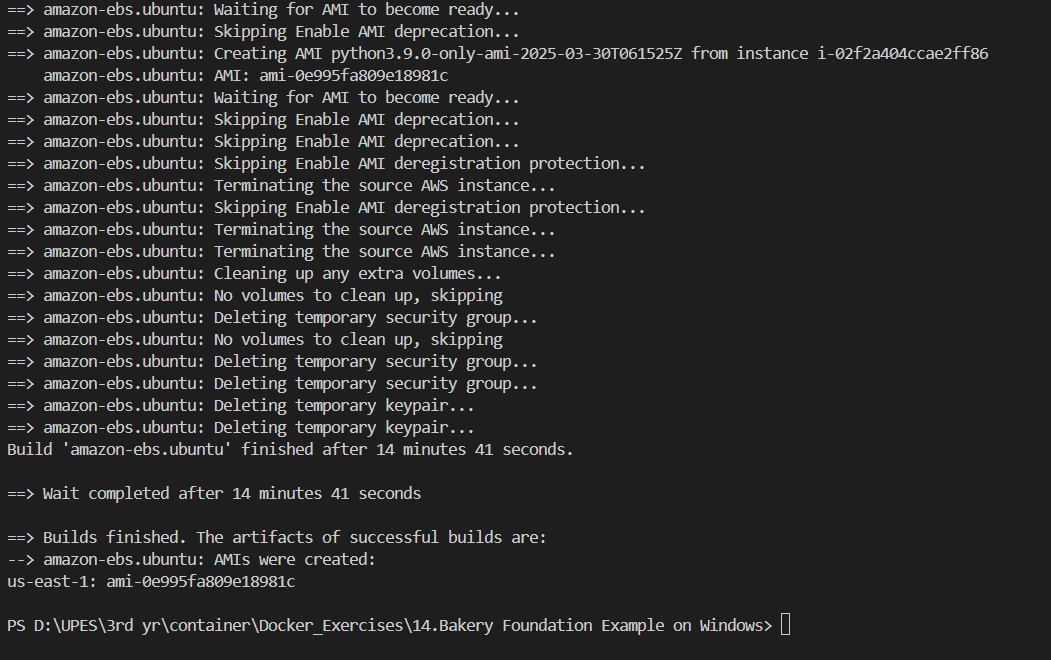 ==> amazon-ebs.ubuntu: Waiting for AMI to become ready...
==> amazon-ebs.ubuntu: Skipping Enable AMI deprecation...
==> amazon-ebs.ubuntu: Creating AMI python3.9.0-only-ami-2025-03-30T061525Z from instance i-02f2a404ccae2ff86
    amazon-ebs.ubuntu: AMI: ami-0e995fa809e18981c
==> amazon-ebs.ubuntu: Waiting for AMI to become ready...
==> amazon-ebs.ubuntu: Skipping Enable AMI deprecation...
==> amazon-ebs.ubuntu: Skipping Enable AMI deprecation...
==> amazon-ebs.ubuntu: Skipping Enable AMI deregistration protection...
==> amazon-ebs.ubuntu: Terminating the source AWS instance...
==> amazon-ebs.ubuntu: Skipping Enable AMI deregistration protection...
==> amazon-ebs.ubuntu: Terminating the source AWS instance...
==> amazon-ebs.ubuntu: Terminating the source AWS instance...
==> amazon-ebs.ubuntu: Cleaning up any extra volumes...
==> amazon-ebs.ubuntu: No volumes to clean up, skipping
==> amazon-ebs.ubuntu: Deleting temporary security group...
==> amazon-ebs.ubuntu: No volumes to clean up, skipping
==> amazon-ebs.ubuntu: Deleting temporary security group...
==> amazon-ebs.ubuntu: Deleting temporary security group...
==> amazon-ebs.ubuntu: Deleting temporary keypair...
==> amazon-ebs.ubuntu: Deleting temporary keypair...
Build 'amazon-ebs.ubuntu' finished after 14 minutes 41 seconds.
==> Wait completed after 14 minutes 41 seconds
==> Builds finished. The artifacts of successful builds are:
--> amazon-ebs.ubuntu: AMIs were created:
us-east-1: ami-0e995fa809e18981c
PS D:\UPES\3rd yr\container\Docker_Exercises\14.Bakery Foundation Example on Windows>